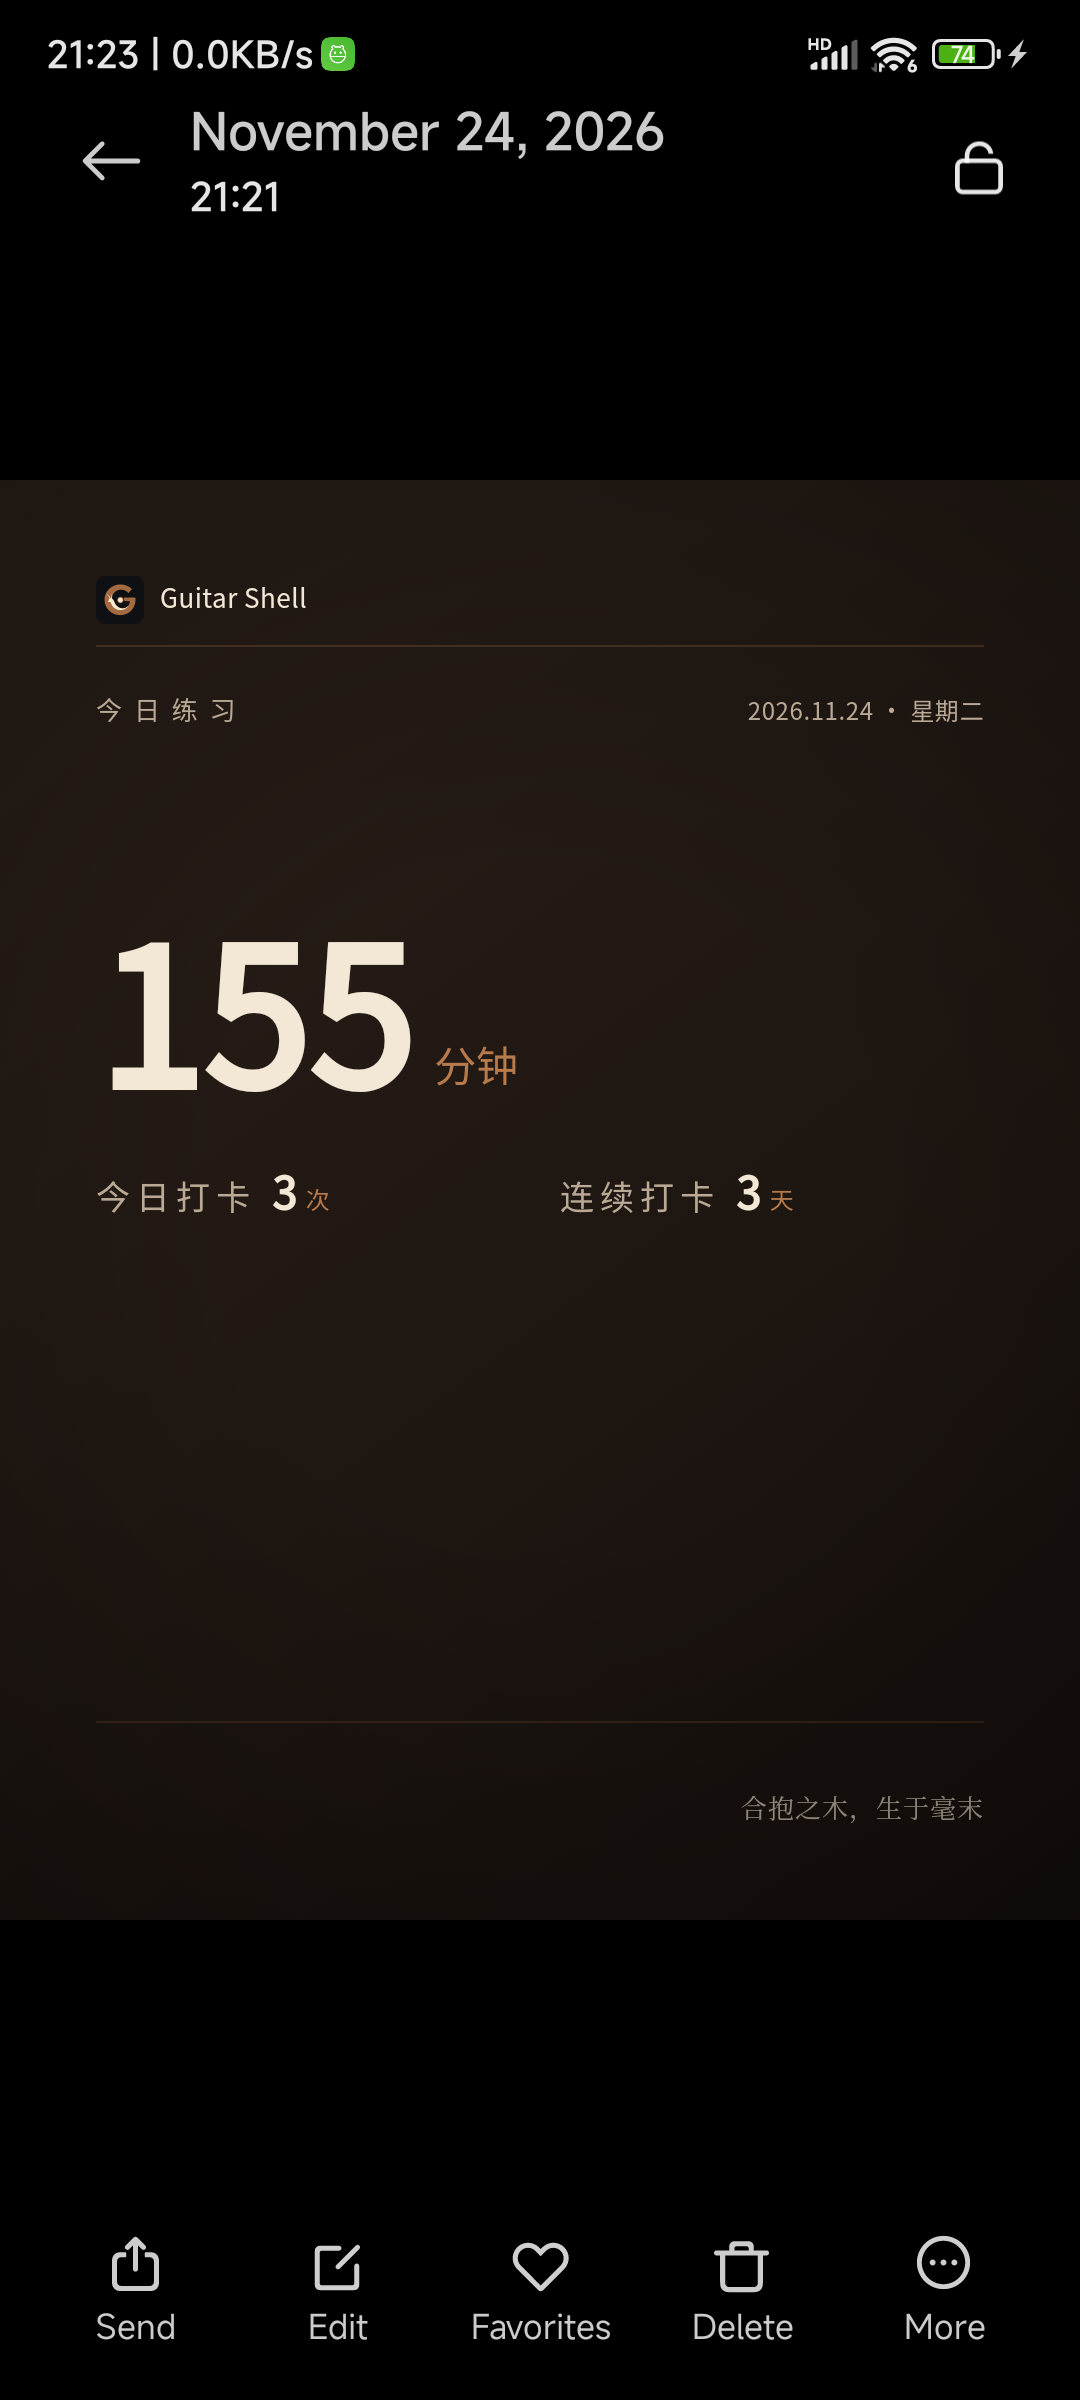 21:23 | 0.0KB/s HD 6 74
November 24, 2026
21:21
Guitar Shell
今日练习 2026.11.24 · 星期二
155 分钟
今日打卡 3 次 连续打卡 3 天
合抱之木，生于毫末
Send Edit Favorites Delete More